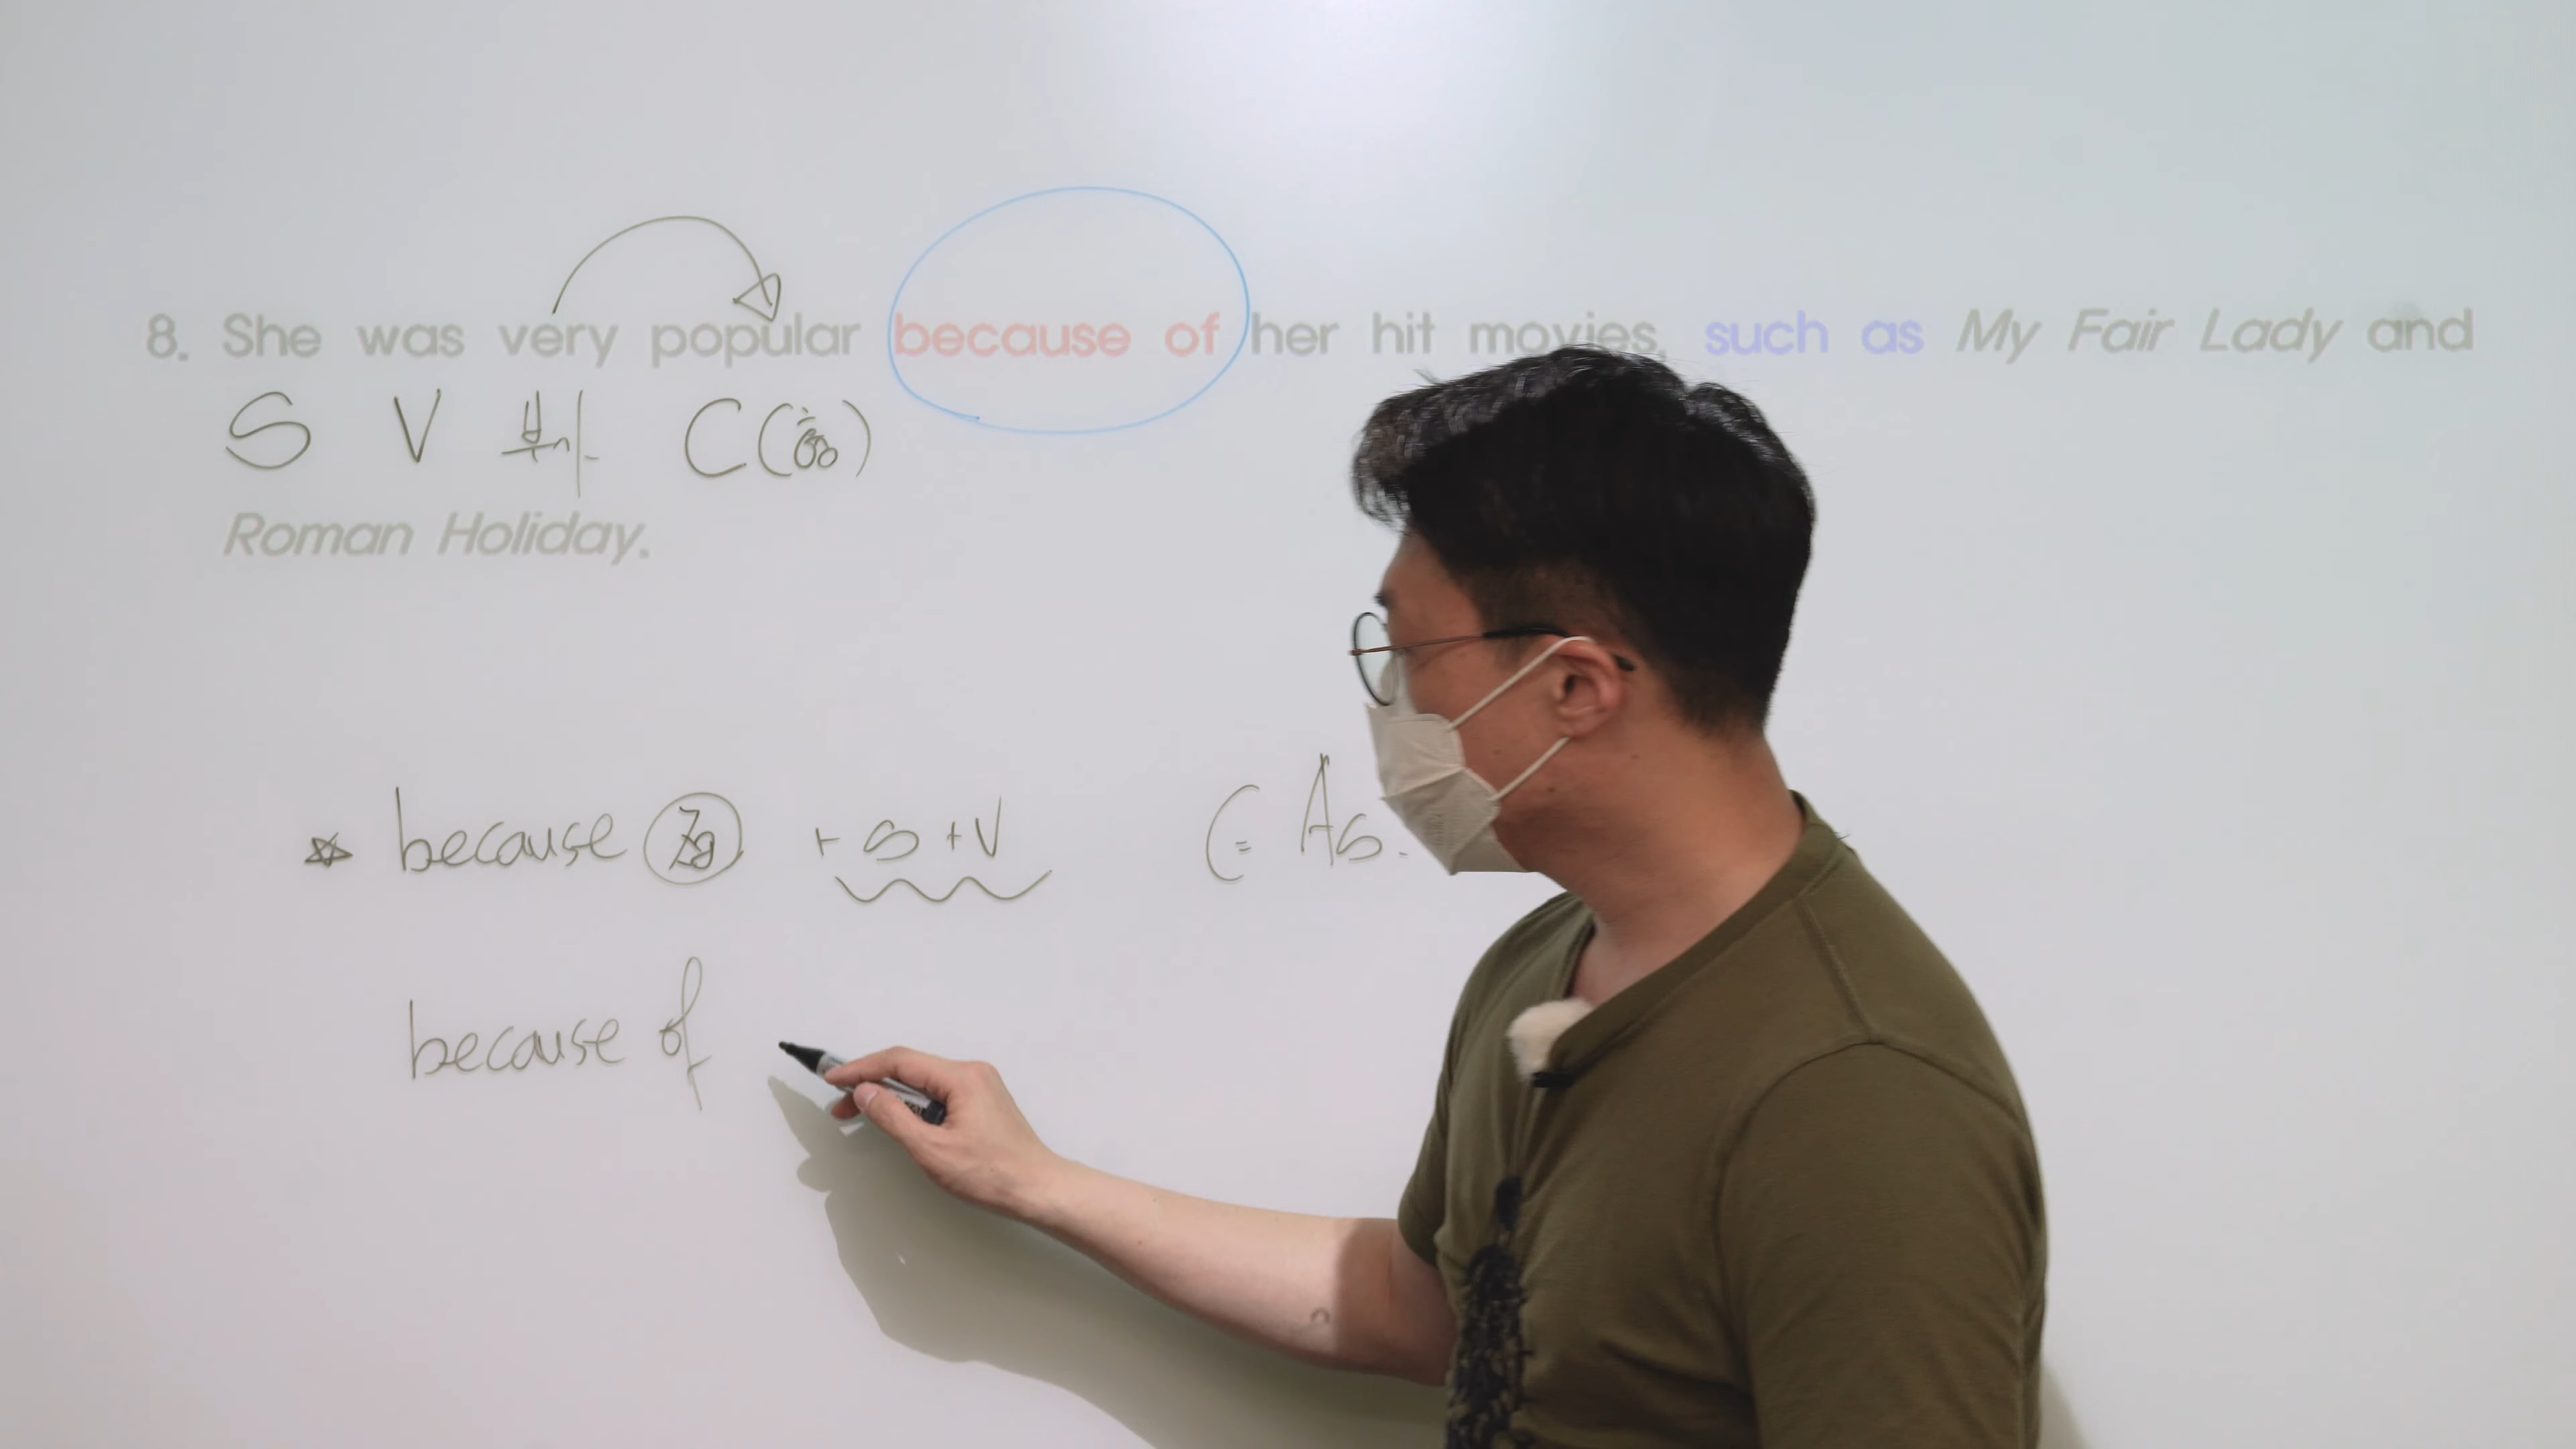 8. She was very popular because of her hit movies, such as My Fair Lady and
S V 부사 C(형)
Roman Holiday.
☆ because 접 + S + V (= As.
because of